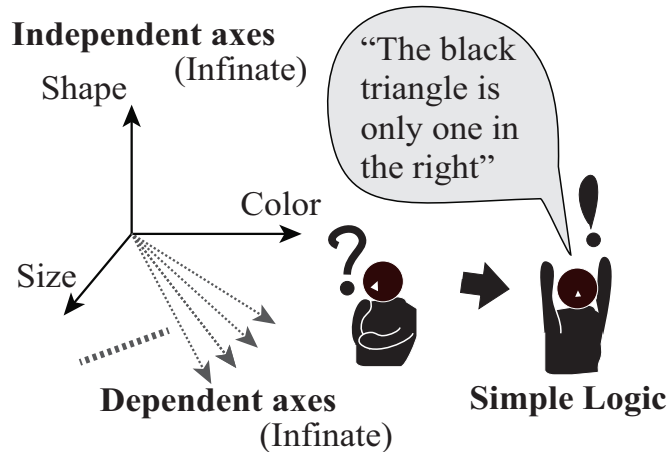 Independent axes
(Infinate)
Shape
Color
Size
Dependent axes
(Infinate)
“The black
triangle is
only one in
the right”
?
!
Simple Logic